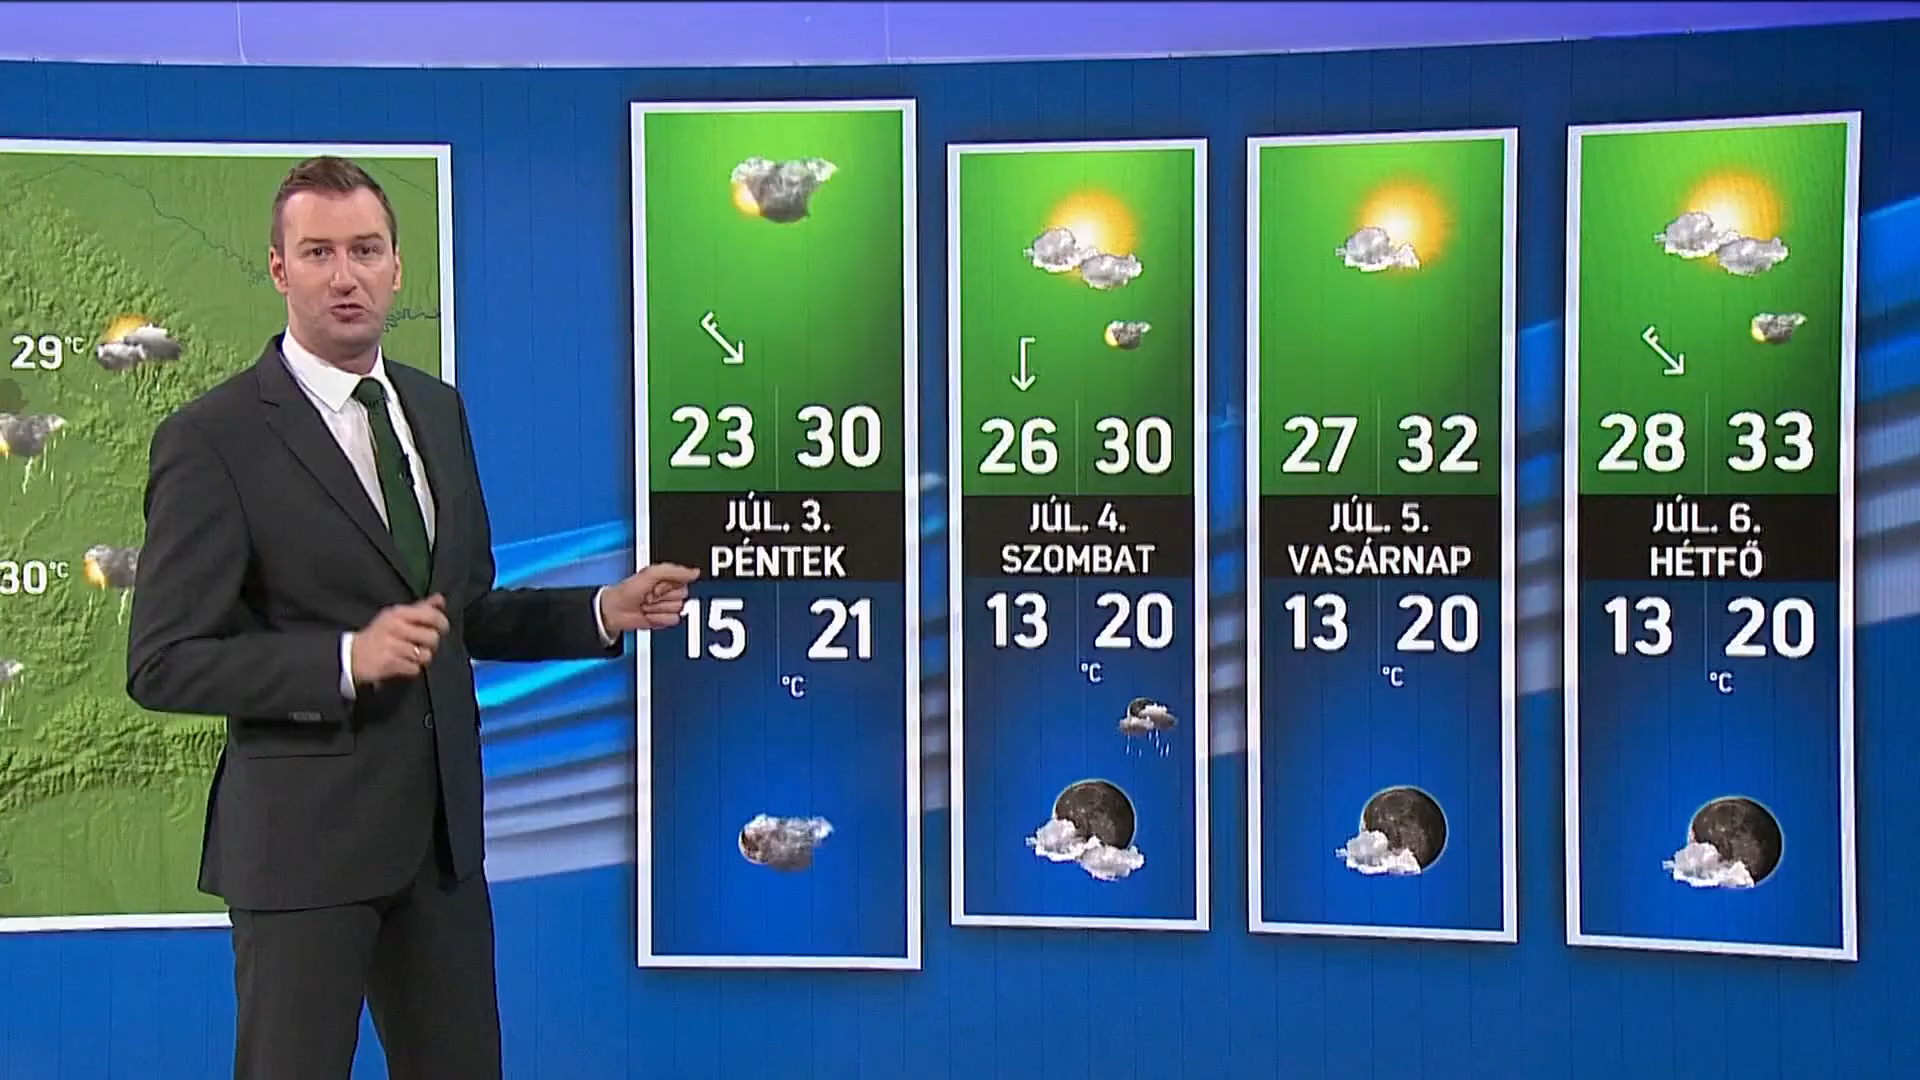 29°C
30°C
23 30
JÚL. 3.
PÉNTEK
15 21
°C
26 30
JÚL. 4.
SZOMBAT
13 20
°C
27 32
JÚL. 5.
VASÁRNAP
13 20
°C
28 33
JÚL. 6.
HÉTFŐ
13 20
°C